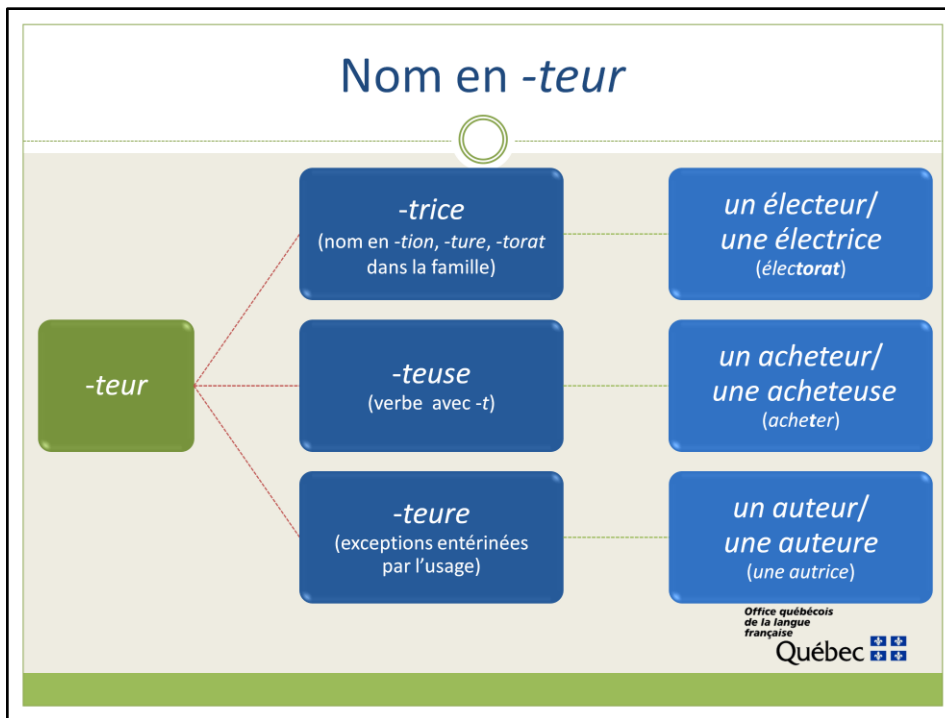 Nom en -teur
-teur
-trice
(nom en -tion, -ture, -torat
dans la famille)
un électeur/
une électrice
(électorat)
-teuse
(verbe avec -t)
un acheteur/
une acheteuse
(acheter)
-teure
(exceptions entérinées
par l’usage)
un auteur/
une auteure
(une autrice)
Office québécois
de la langue
française
Québec